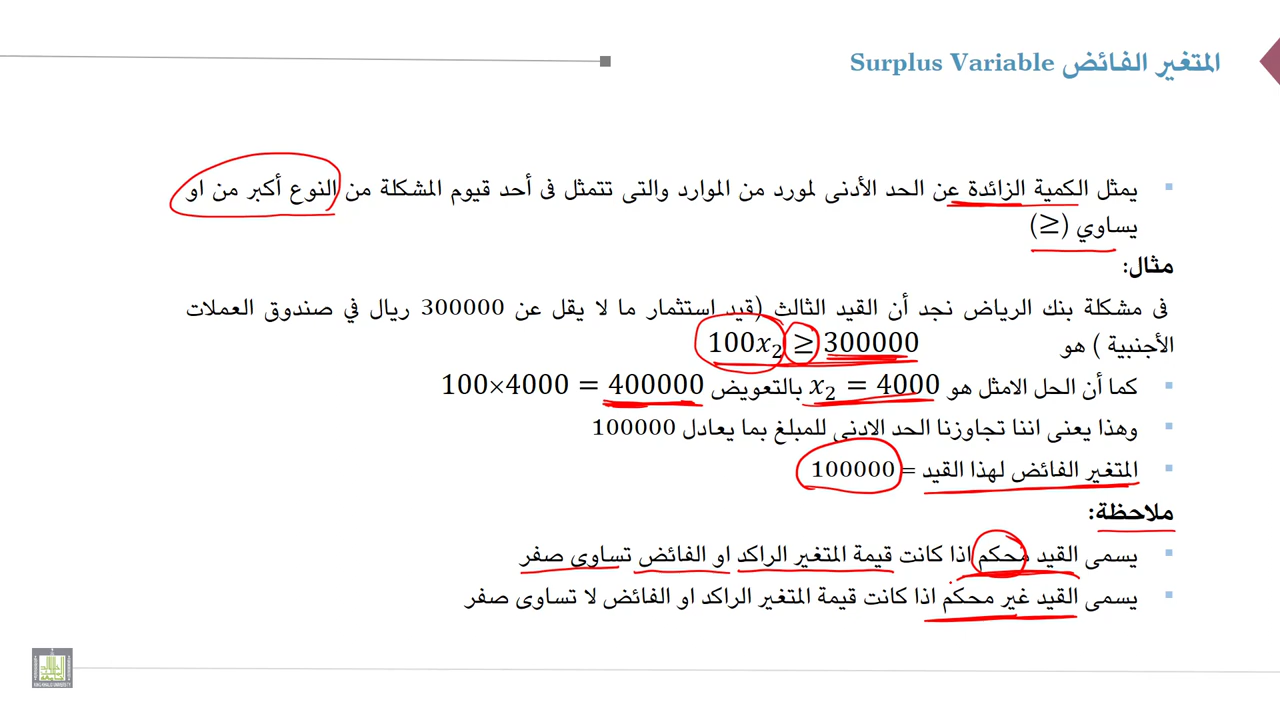 المتغير الفائض Surplus Variable
يمثل الكمية الزائدة عن الحد الأدنى لمورد من الموارد والتى تتمثل فى أحد قيوم المشكلة من النوع أكبر من او
يساوي (≥)
مثال:
فى مشكلة بنك الرياض نجد أن القيد الثالث (قيد استثمار ما لا يقل عن 300000 ريال في صندوق العملات
الأجنبية ) هو 100x₂ ≥ 300000
كما أن الحل الامثل هو x₂ = 4000 بالتعويض 100×4000 = 400000
وهذا يعنى اننا تجاوزنا الحد الادنى للمبلغ بما يعادل 100000
المتغير الفائض لهذا القيد = 100000
ملاحظة:
يسمى القيد محكم اذا كانت قيمة المتغير الراكد او الفائض تساوى صفر
يسمى القيد غير محكم اذا كانت قيمة المتغير الراكد او الفائض لا تساوى صفر